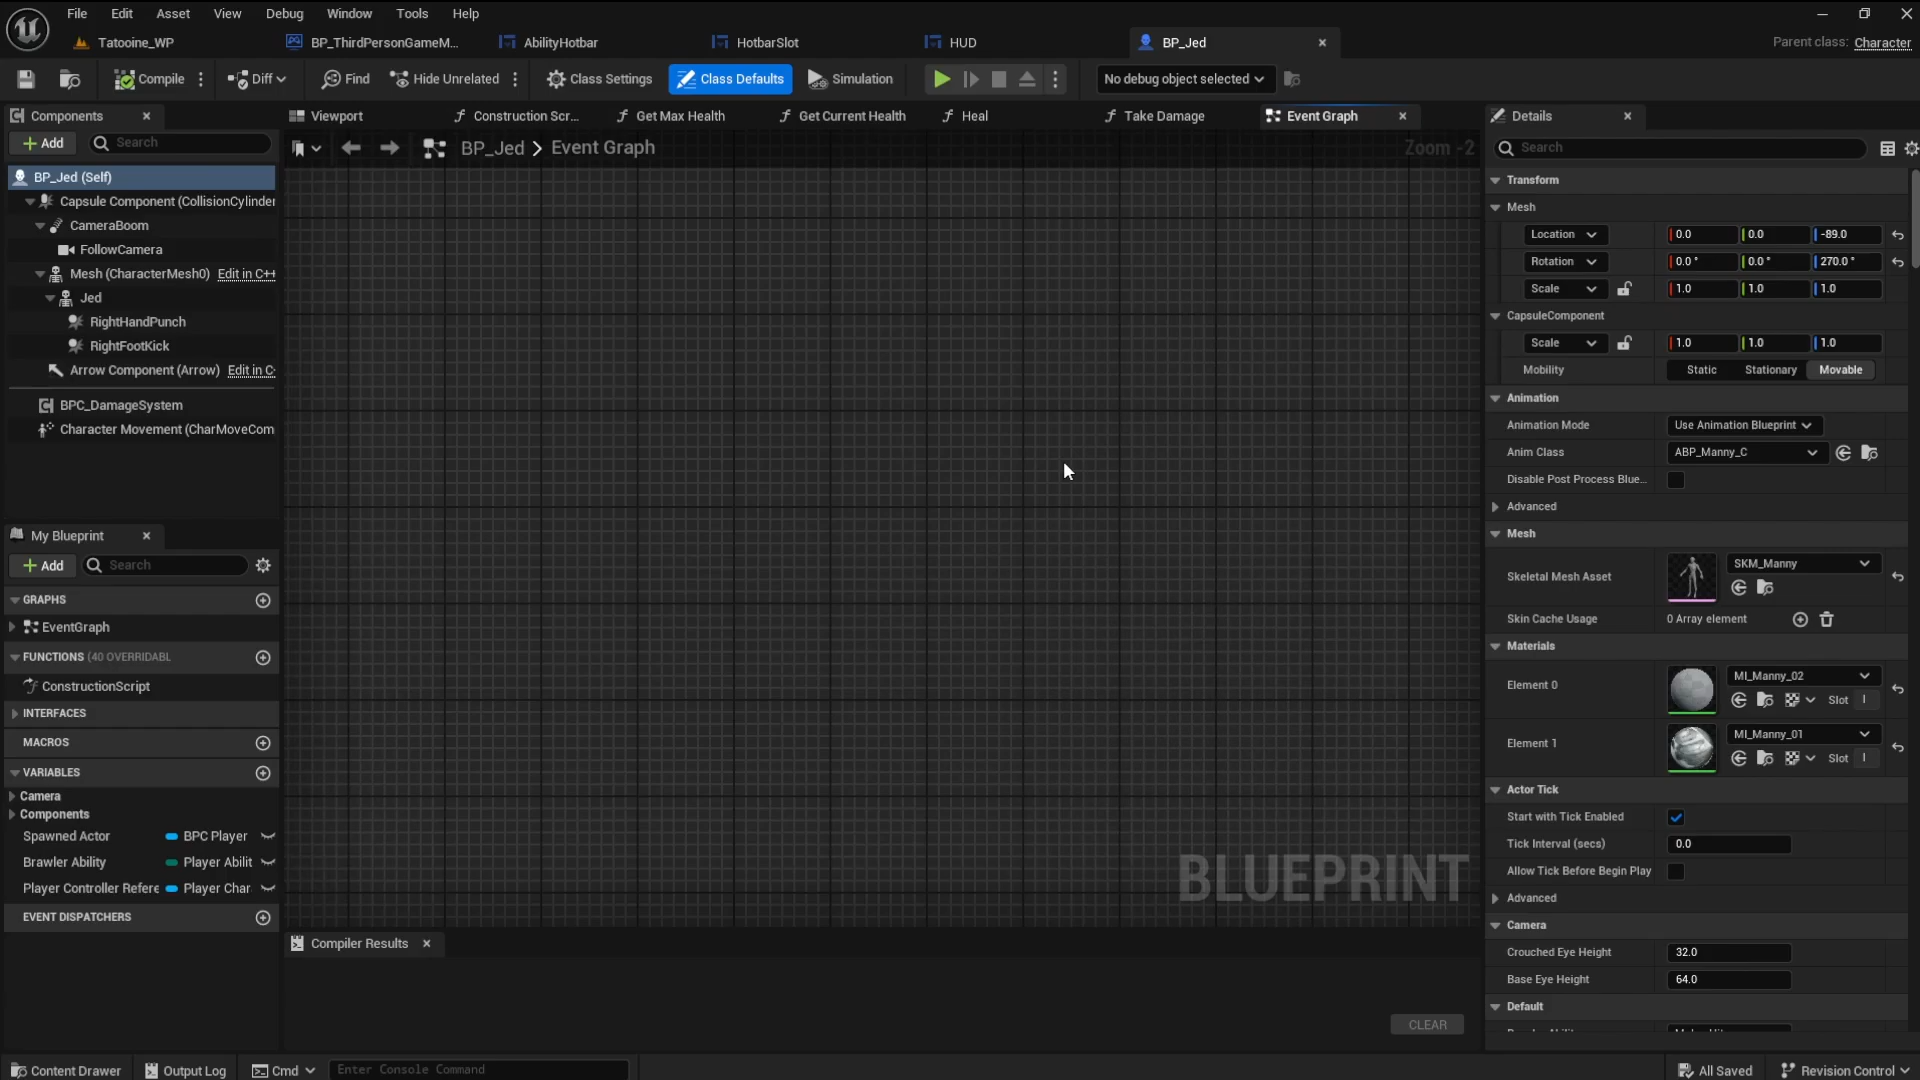 File Edit Asset View Debug Window Tools Help
Tatooine_WP BP_ThirdPersonGameM... AbilityHotbar HotbarSlot HUD BP_Jed Parent class: Character
Compile Diff Find Hide Unrelated Class Settings Class Defaults Simulation No debug object selected
Components Viewport Construction Scr... Get Max Health Get Current Health Heal Take Damage Event Graph Details
Add Search BP_Jed Event Graph Zoom -2 Search
BP_Jed (Self)
Capsule Component (CollisionCylinder
CameraBoom
FollowCamera
Mesh (CharacterMesh0) Edit in C++
Jed
RightHandPunch
RightFootKick
Arrow Component (Arrow) Edit in C
BPC_DamageSystem
Character Movement (CharMoveCom
My Blueprint
Add Search
GRAPHS
EventGraph
FUNCTIONS (40 OVERRIDABL
ConstructionScript
INTERFACES
MACROS
VARIABLES
Camera
Components
Spawned Actor BPC Player
Brawler Ability Player Abilit
Player Controller Refere Player Char
EVENT DISPATCHERS
BLUEPRINT
Compiler Results
CLEAR
Transform
Mesh
Location 0.0 0.0 -89.0
Rotation 0.0 ° 0.0 ° 270.0 °
Scale 1.0 1.0 1.0
CapsuleComponent
Scale 1.0 1.0 1.0
Mobility Static Stationary Movable
Animation
Animation Mode Use Animation Blueprint
Anim Class ABP_Manny_C
Disable Post Process Blue...
Advanced
Mesh
Skeletal Mesh Asset SKM_Manny
Skin Cache Usage 0 Array element
Materials
Element 0 MI_Manny_02
Slot
Element 1 MI_Manny_01
Slot
Actor Tick
Start with Tick Enabled
Tick Interval (secs) 0.0
Allow Tick Before Begin Play
Advanced
Camera
Crouched Eye Height 32.0
Base Eye Height 64.0
Default
Content Drawer Output Log Cmd Enter Console Command All Saved Revision Control